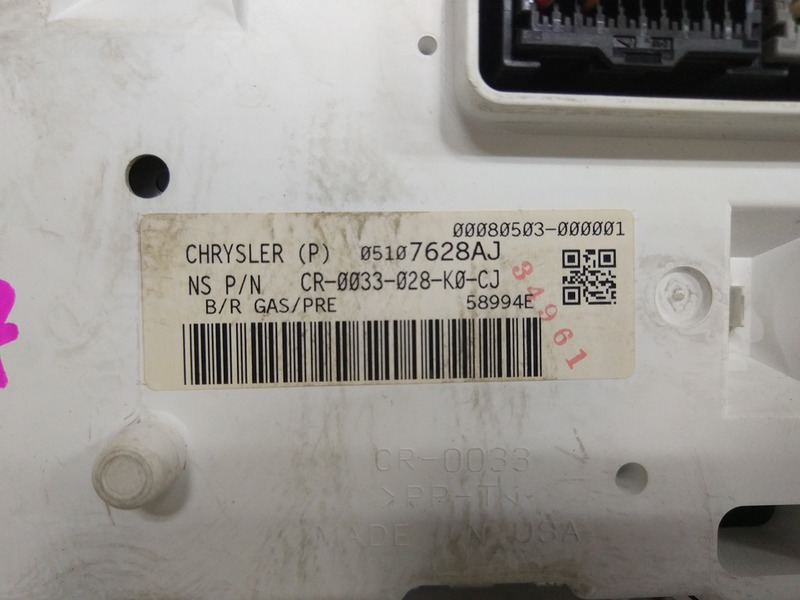 00080503-000001
CHRYSLER (P) 05107628AJ
NS P/N CR-0033-028-K0-CJ
B/R GAS/PRE 58994E
34961
CR-0033
>PP-T
MADE IN USA